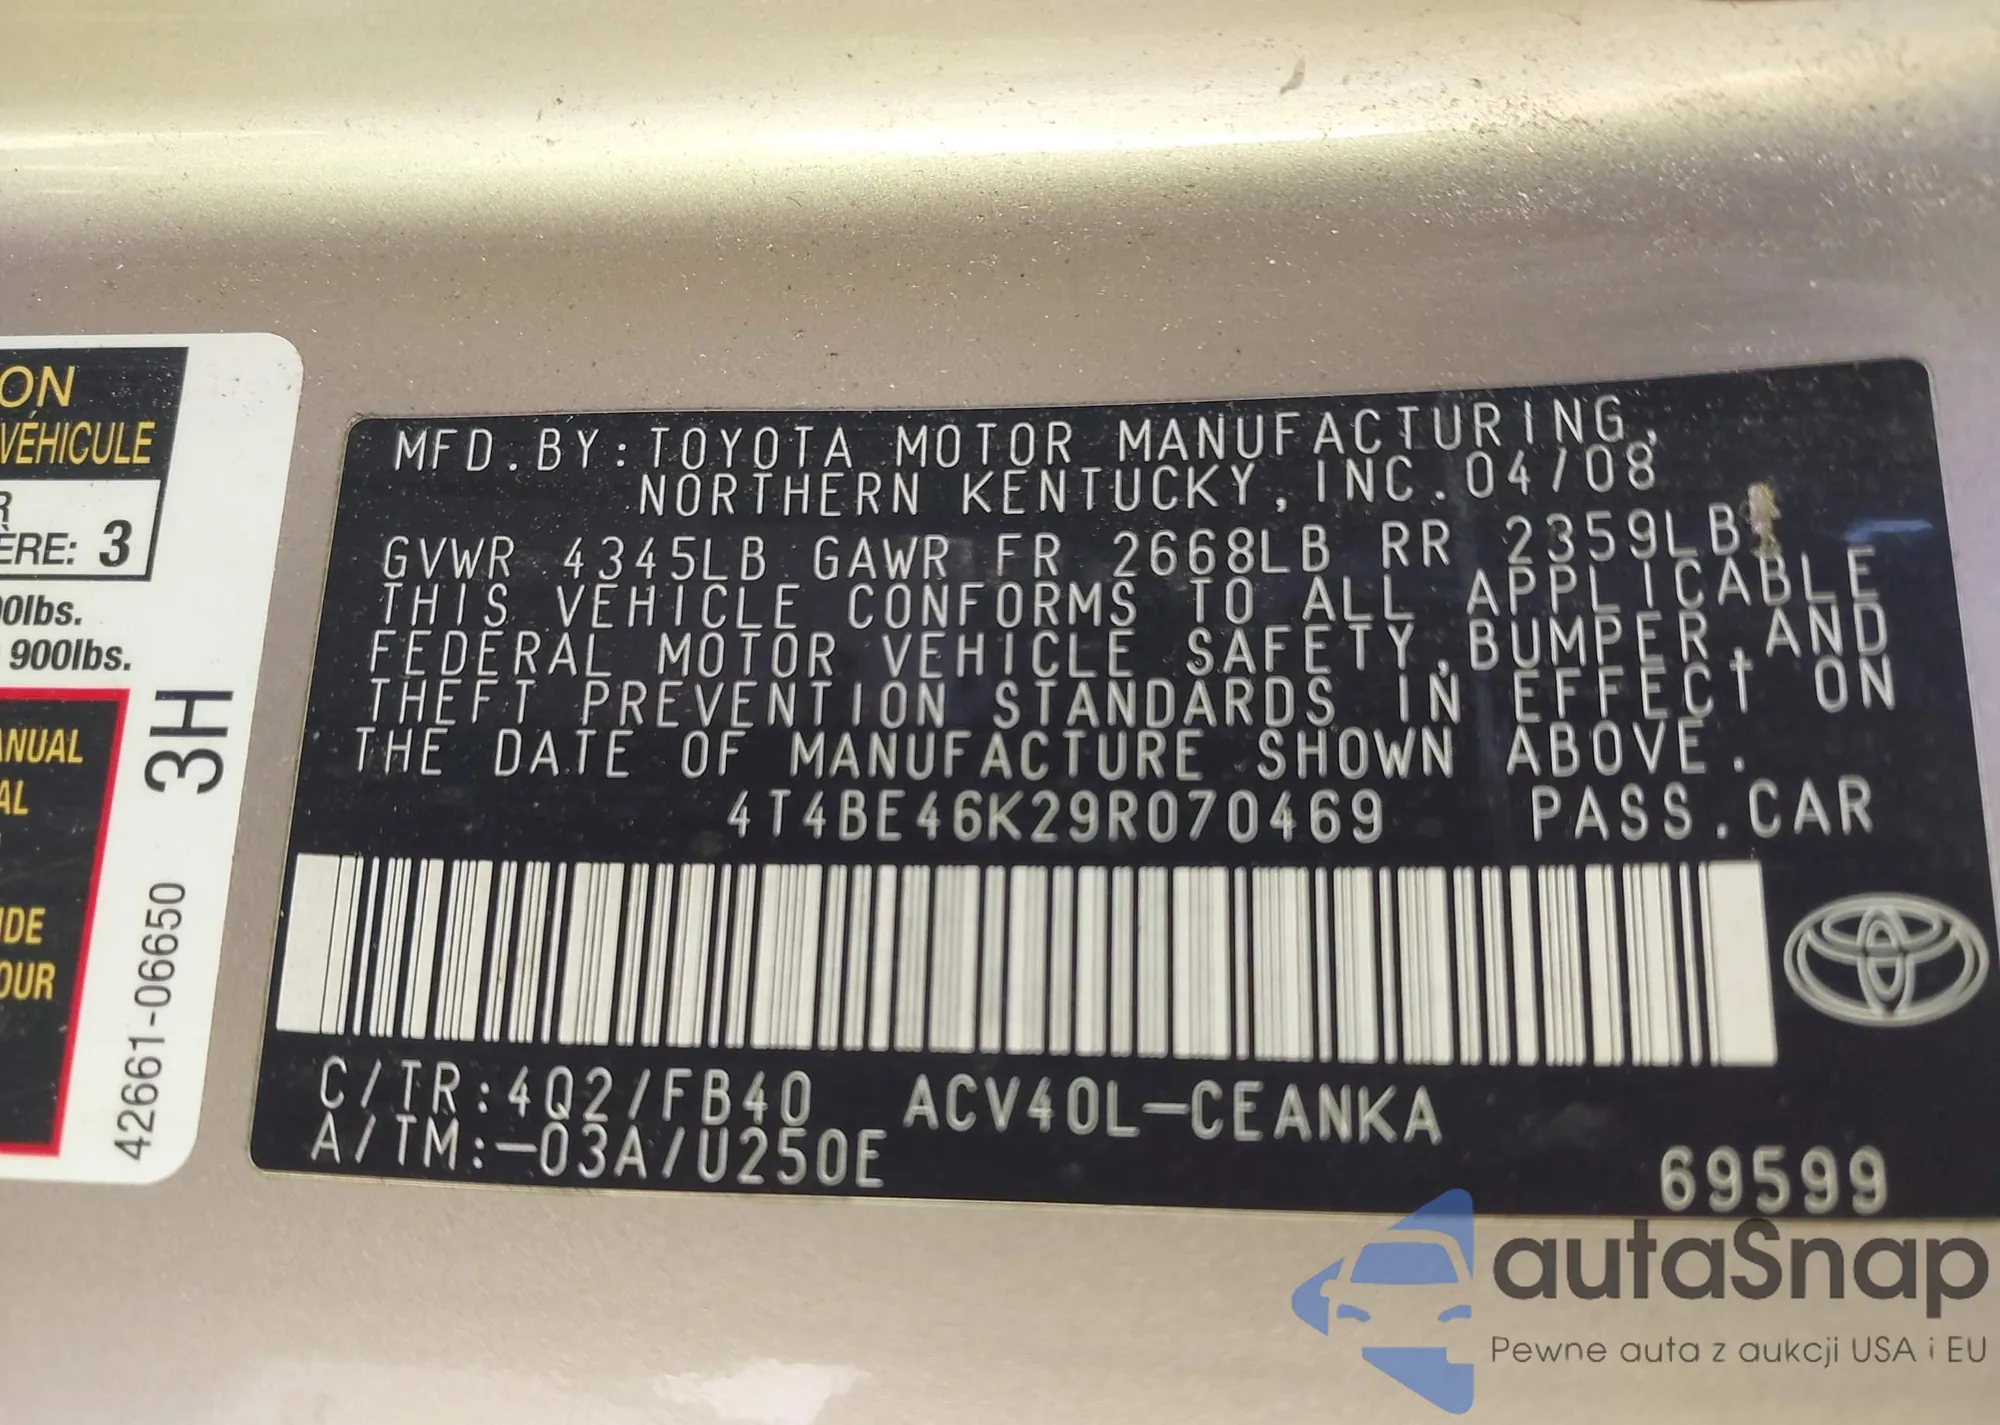 ON
VÉHICULE
ÈRE: 3
00lbs.
900lbs.
ANUAL
AL
IDE
OUR
3H
42661-06650
MFD.BY:TOYOTA MOTOR MANUFACTURING,
NORTHERN KENTUCKY,INC.04/08
GVWR 4345LB GAWR FR 2668LB RR 2359LB
THIS VEHICLE CONFORMS TO ALL APPLICABLE
FEDERAL MOTOR VEHICLE SAFETY,BUMPER,AND
THEFT PREVENTION STANDARDS IN EFFECT ON
THE DATE OF MANUFACTURE SHOWN ABOVE.
4T4BE46K29R070469 PASS.CAR
C/TR:4Q2/FB40 ACV40L-CEANKA
A/TM:-03A/U250E
69599
autaSnap
Pewne auta z aukcji USA i EU